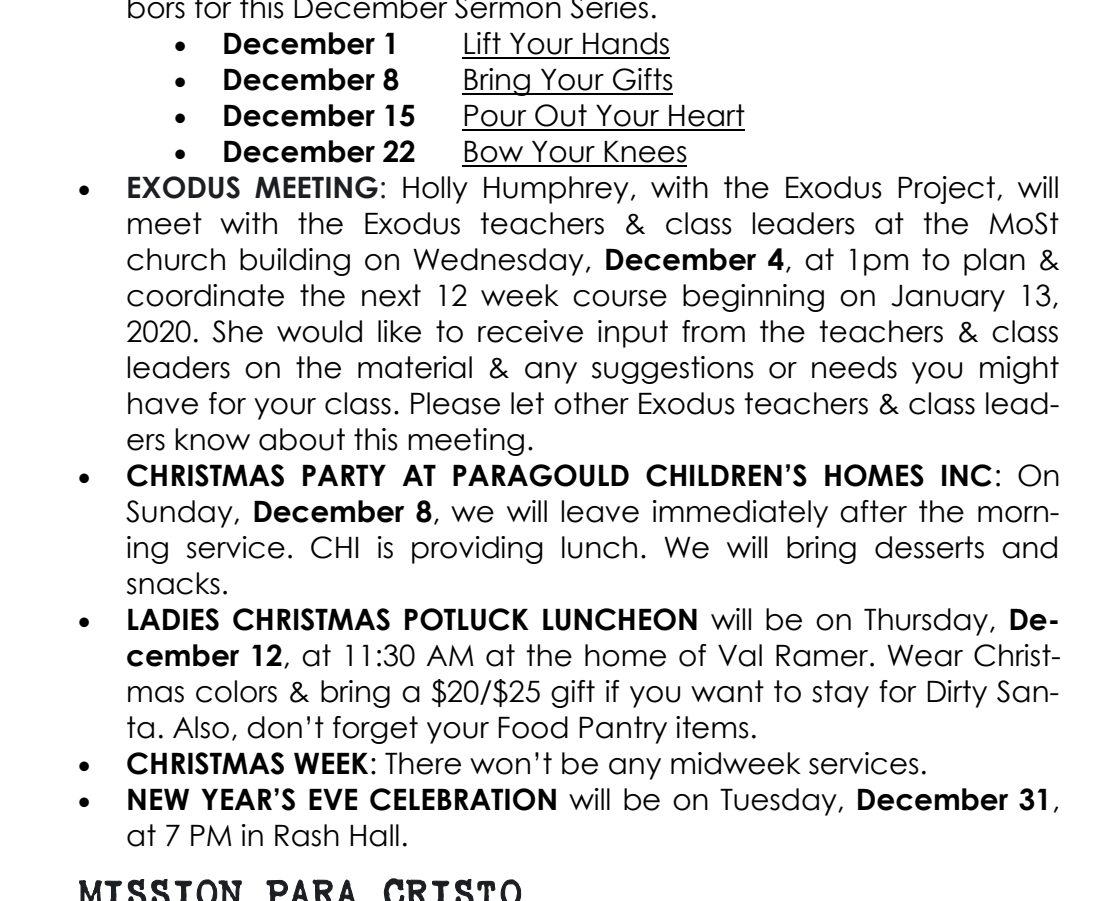 bors for this December Sermon Series.
• December 1 Lift Your Hands
• December 8 Bring Your Gifts
• December 15 Pour Out Your Heart
• December 22 Bow Your Knees
• EXODUS MEETING: Holly Humphrey, with the Exodus Project, will
meet with the Exodus teachers & class leaders at the MoSt
church building on Wednesday, December 4, at 1pm to plan &
coordinate the next 12 week course beginning on January 13,
2020. She would like to receive input from the teachers & class
leaders on the material & any suggestions or needs you might
have for your class. Please let other Exodus teachers & class lead-
ers know about this meeting.
• CHRISTMAS PARTY AT PARAGOULD CHILDREN’S HOMES INC: On
Sunday, December 8, we will leave immediately after the morn-
ing service. CHI is providing lunch. We will bring desserts and
snacks.
• LADIES CHRISTMAS POTLUCK LUNCHEON will be on Thursday, De-
cember 12, at 11:30 AM at the home of Val Ramer. Wear Christ-
mas colors & bring a $20/$25 gift if you want to stay for Dirty San-
ta. Also, don’t forget your Food Pantry items.
• CHRISTMAS WEEK: There won’t be any midweek services.
• NEW YEAR’S EVE CELEBRATION will be on Tuesday, December 31,
at 7 PM in Rash Hall.
MISSION PARA CRISTO